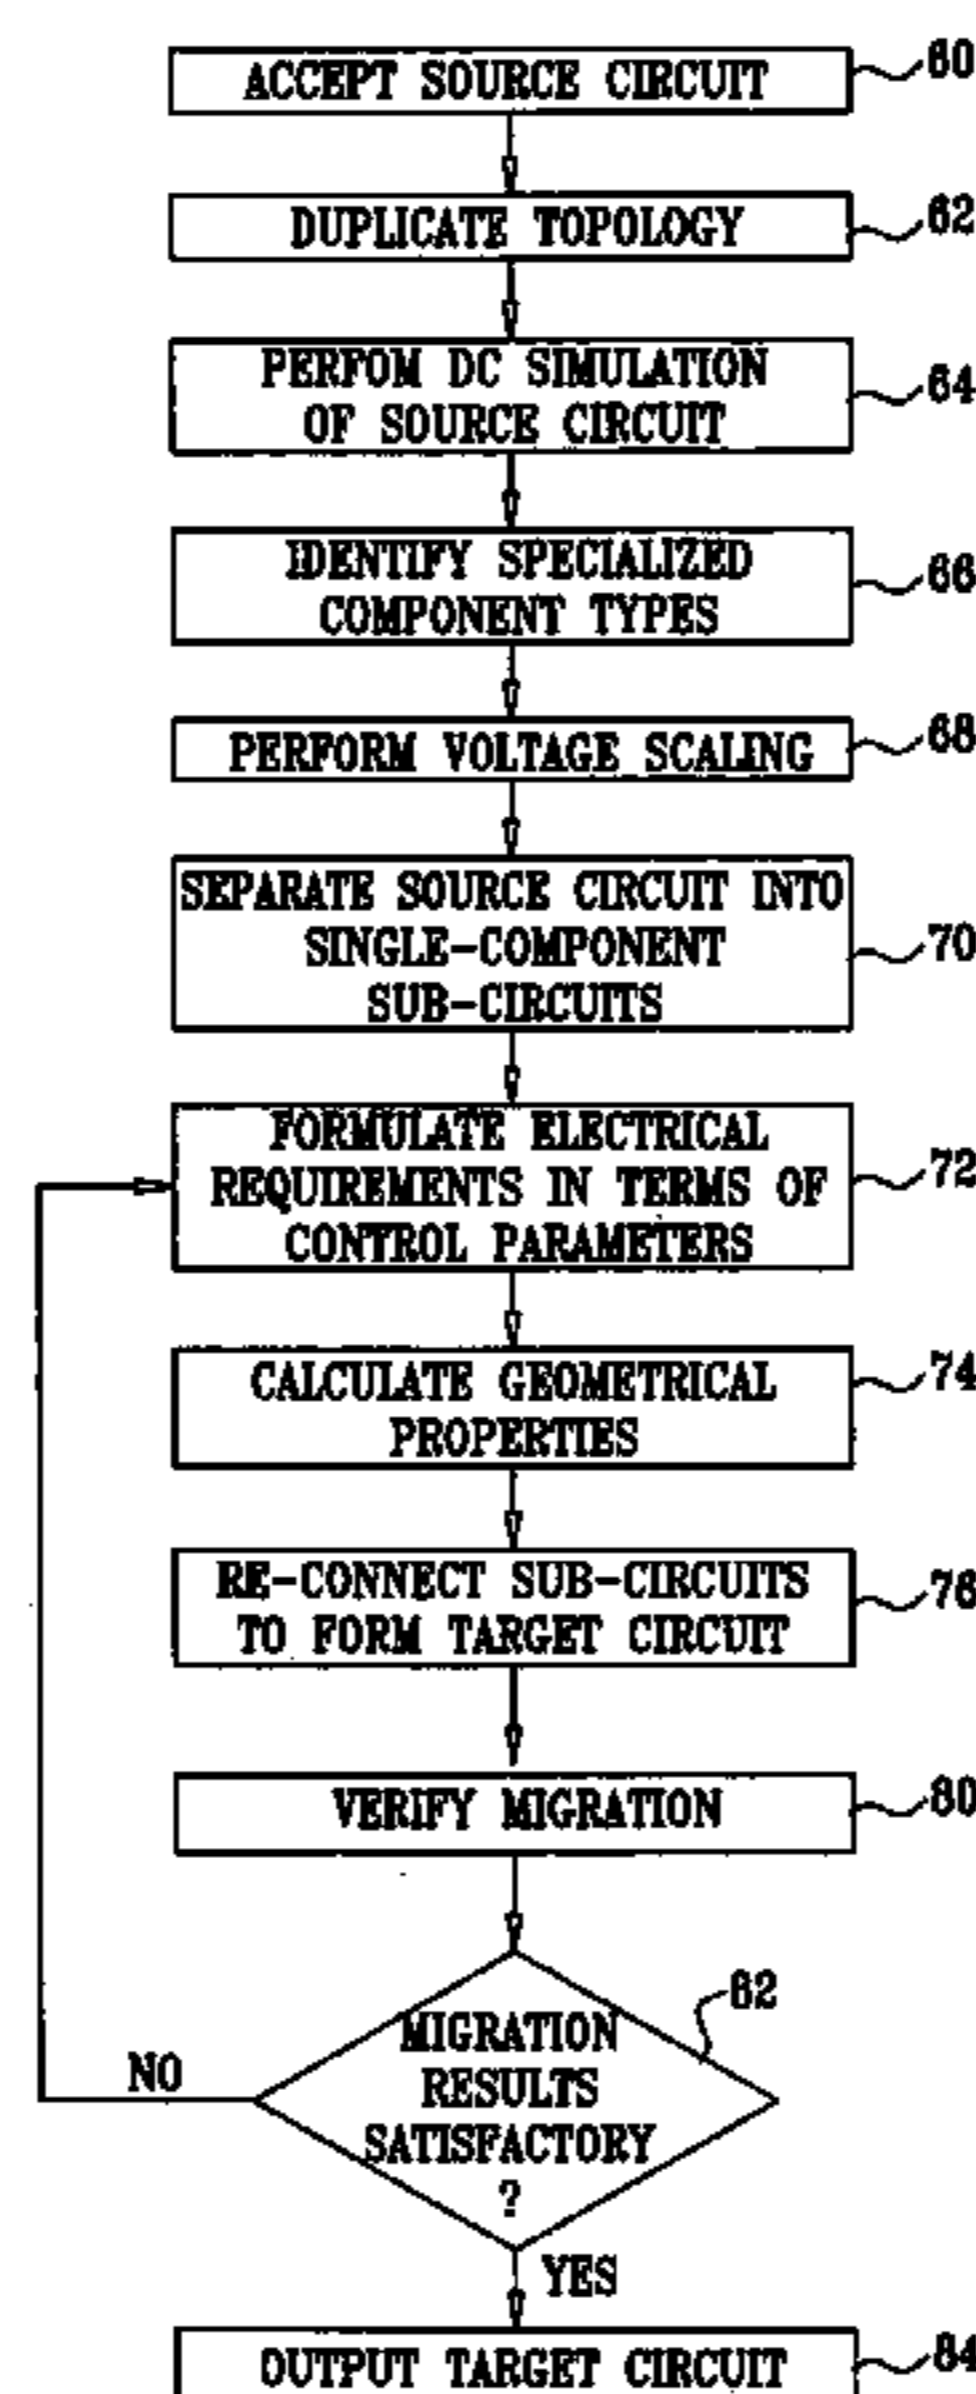 ACCEPT SOURCE CIRCUIT
60
DUPLICATE TOPOLOGY
62
PERFOM DC SIMULATION
OF SOURCE CIRCUIT
64
IDENTIFY SPECIALIZED
COMPONENT TYPES
66
PERFORM VOLTAGE SCALING
68
SEPARATE SOURCE CIRCUIT INTO
SINGLE-COMPONENT
SUB-CIRCUITS
70
FORMULATE ELECTRICAL
REQUIREMENTS IN TERMS OF
CONTROL PARAMETERS
72
CALCULATE GEOMETRICAL
PROPERTIES
74
RE-CONNECT SUB-CIRCUITS
TO FORM TARGET CIRCUIT
76
VERIFY MIGRATION
80
82
MIGRATION
RESULTS
SATISFACTORY
?
NO
YES
OUTPUT TARGET CIRCUIT
84